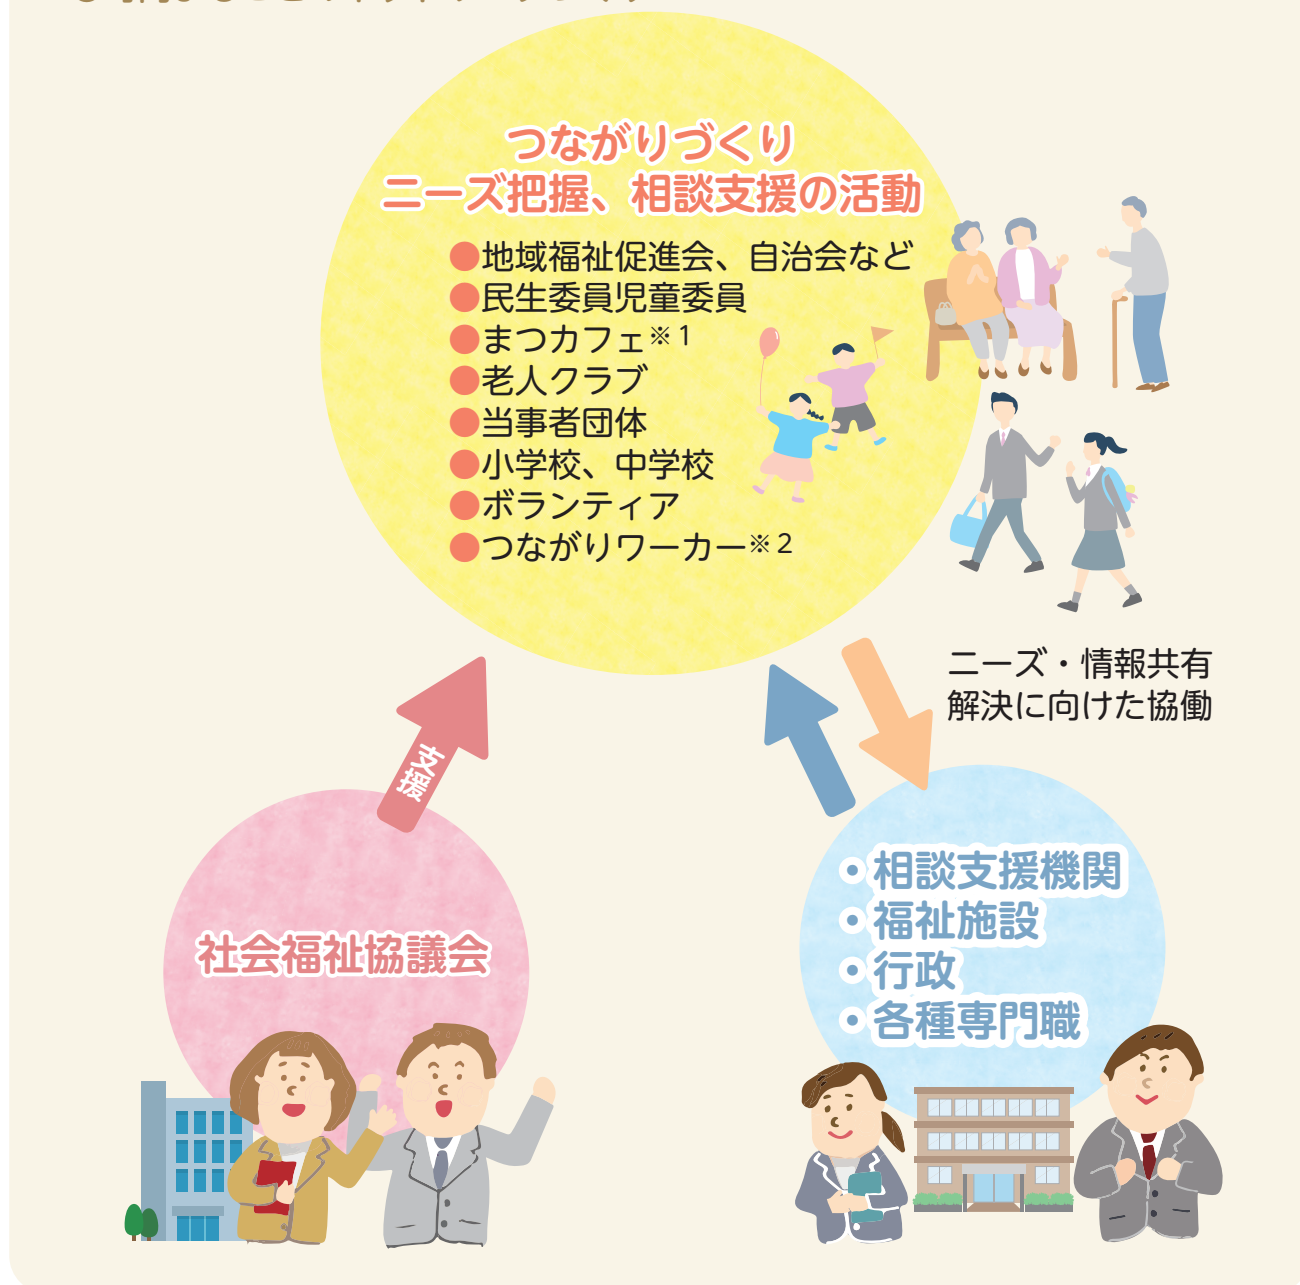 つながりづくり
ニーズ把握、相談支援の活動
●地域福祉促進会、自治会など
●民生委員児童委員
●まつカフェ※1
●老人クラブ
●当事者団体
●小学校、中学校
●ボランティア
●つながりワーカー※2
ニーズ・情報共有
解決に向けた協働
支援
社会福祉協議会
・相談支援機関
・福祉施設
・行政
・各種専門職